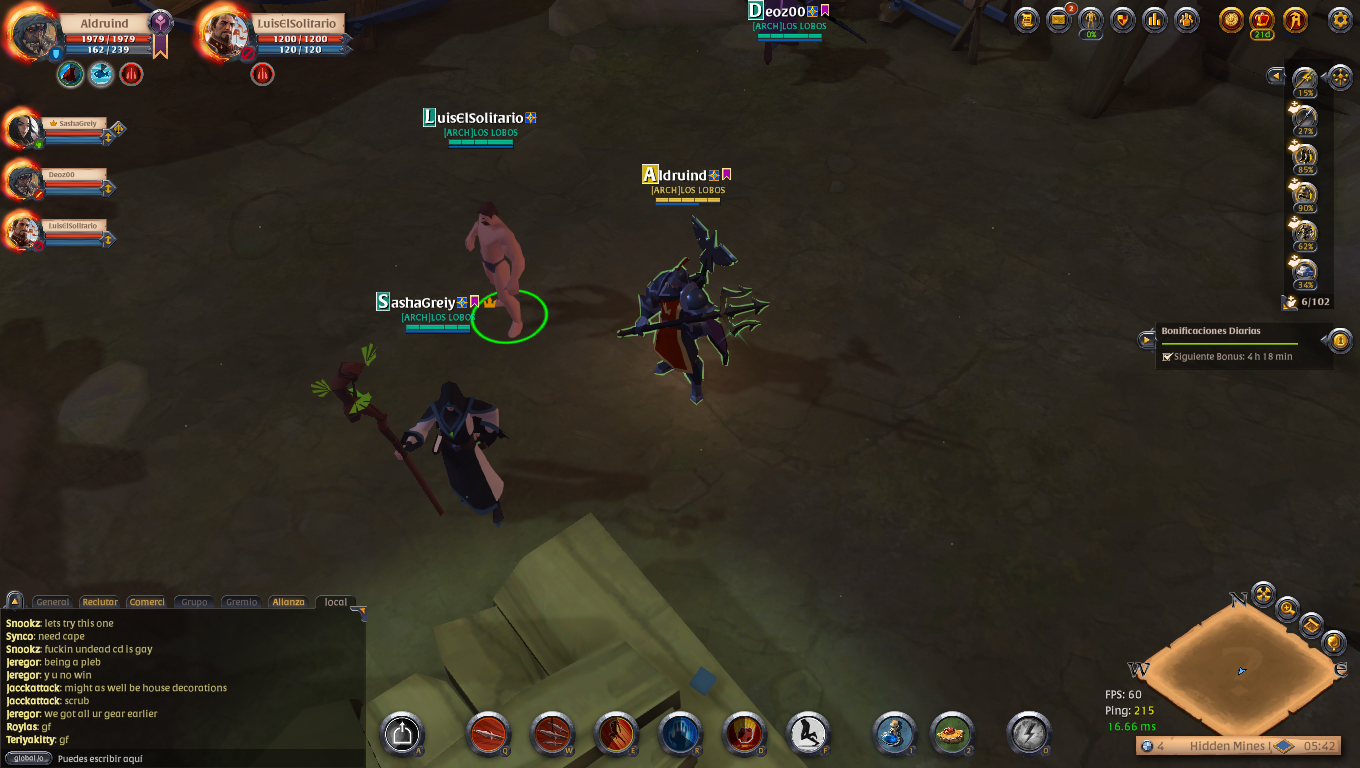 Aldruind
1979 / 1979
162 / 239
LuisElSolitario
1200 / 1200
120 / 120
Deoz00
[ARCH]LOS LOBOS
2
0%
21d
SashaGreiy
Deoz00
LuisElSolitario
LuisElSolitario
[ARCH]LOS LOBOS
Aldruind
[ARCH]LOS LOBOS
SashaGreiy
[ARCH]LOS LOBOS
15%
27%
85%
90%
62%
34%
6/102
Bonificaciones Diarias
Siguiente Bonus: 4 h 18 min
General Reclutar Comerci Grupo Gremio Alianza local
Snookz: lets try this one
Synco: need cape
Snookz: fuckin undead cd is gay
Jeregor: being a pleb
Jeregor: y u no win
Jacckattack: might as well be house decorations
Jacckattack: scrub
Jeregor: we got all ur gear earlier
Roylas: gf
Teriyakitty: gf
Puedes escribir aquí
A Q W E R D F 1 2
N
W
E
FPS: 60
Ping: 215
16.66 ms
4 Hidden Mines | 05:42